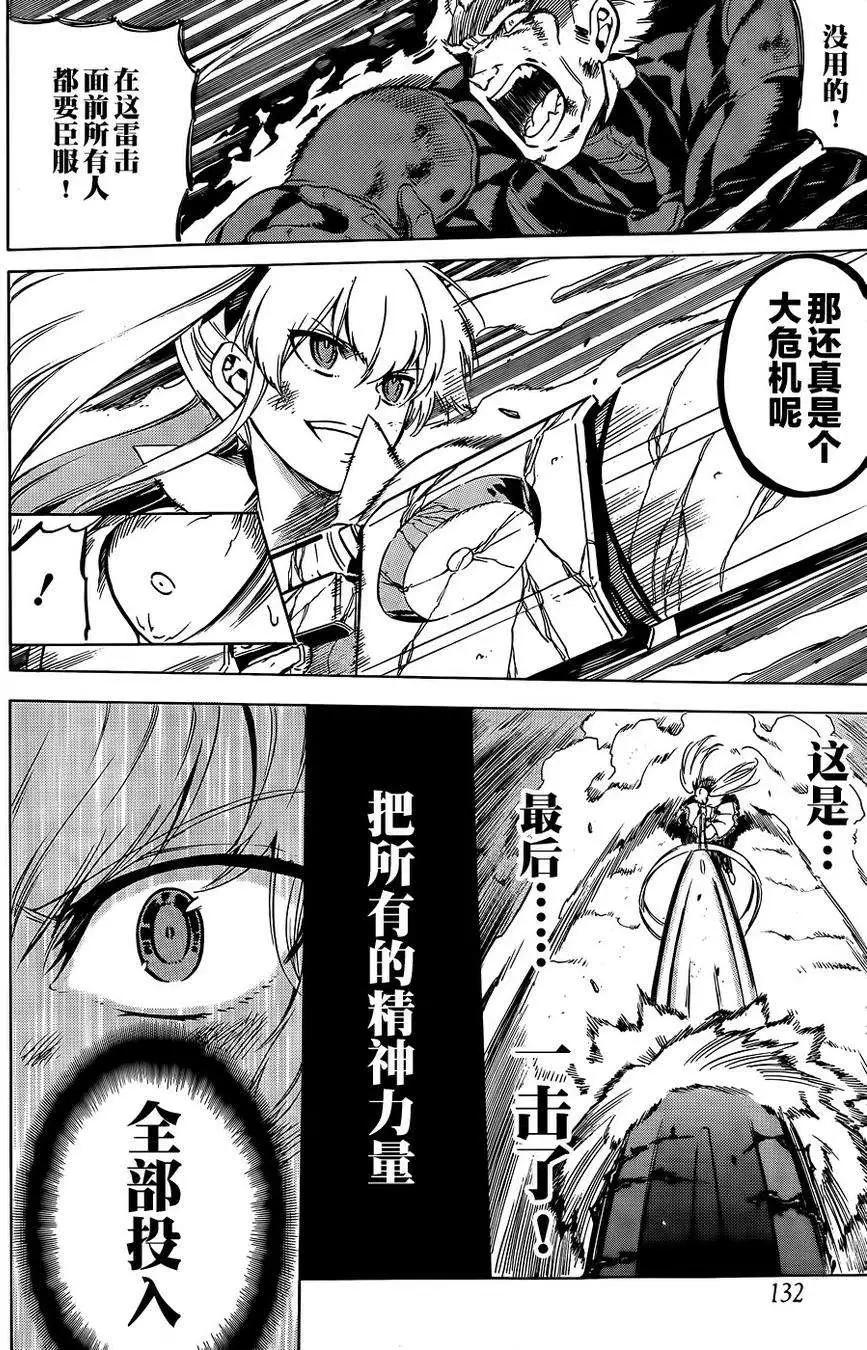 没用的！
在这雷击
面前所有人
都要臣服！
那还真是个
大危机呢
！
这是…
最后……
一击了！
把所有的精神力量
全部投入
132